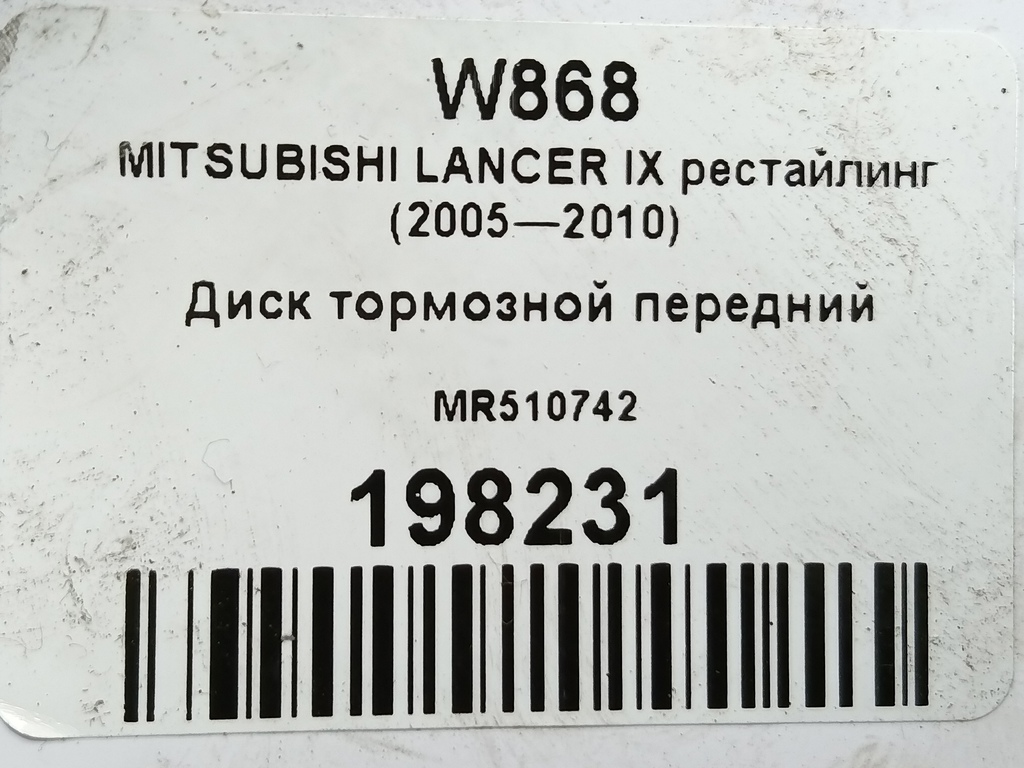 W868
MITSUBISHI LANCER IX рестайлинг
(2005—2010)
Диск тормозной передний
MR510742
198231